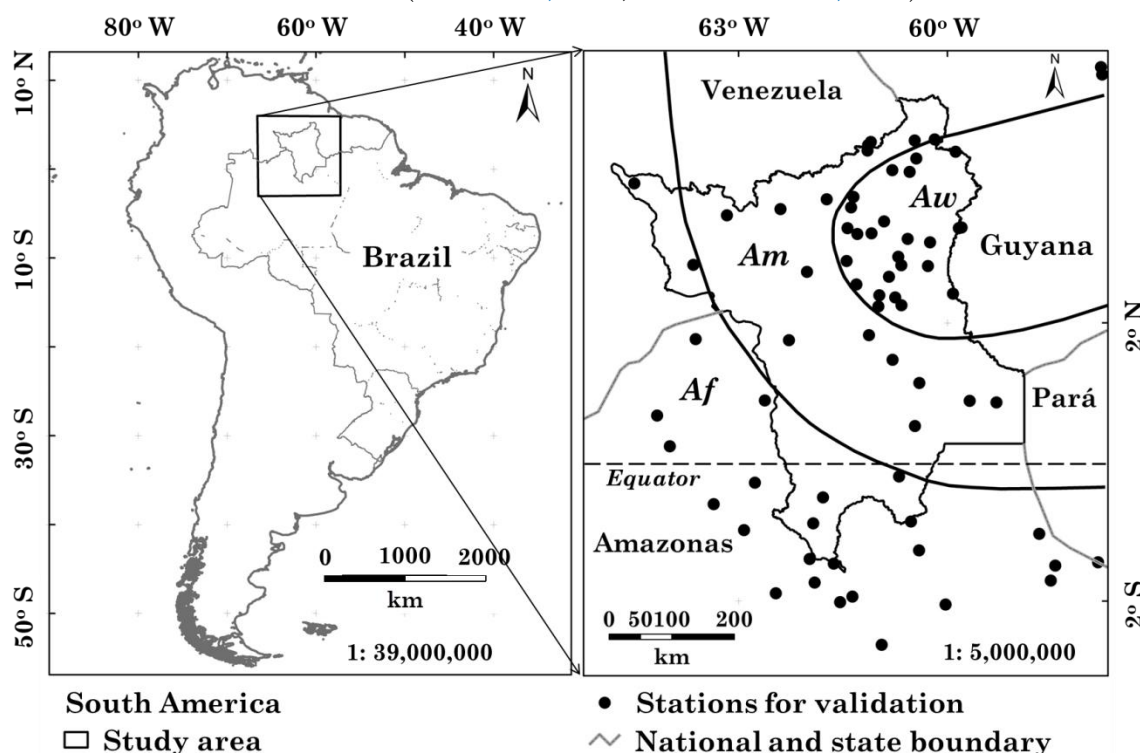 80° W 60° W 40° W
63° W 60° W
10° N
10° S
30° S
50° S
N
Brazil
0 1000 2000
km
1: 39,000,000
N
Venezuela
Aw
Guyana
Am
2° N
Af
Pará
Equator
Amazonas
2° S
0 50100 200
km
1: 5,000,000
South America
Study area
Stations for validation
National and state boundary